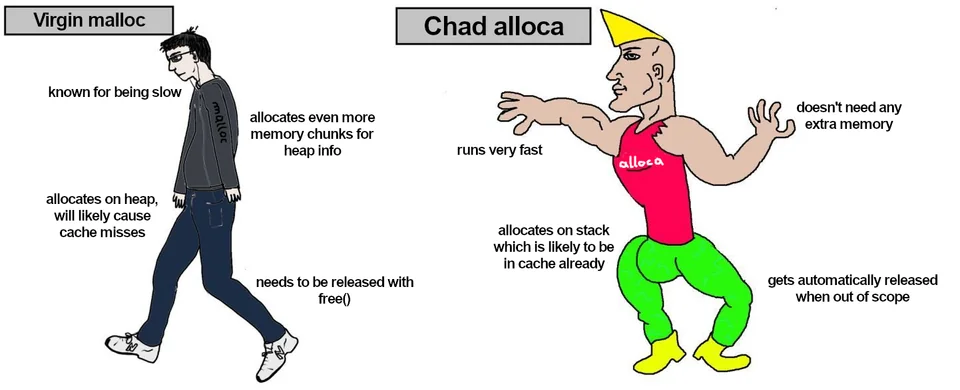 Virgin malloc
known for being slow
malloc
allocates even more
memory chunks for
heap info
allocates on heap,
will likely cause
cache misses
needs to be released with
free()
Chad alloca
doesn't need any
extra memory
runs very fast
alloca
allocates on stack
which is likely to be
in cache already
gets automatically released
when out of scope